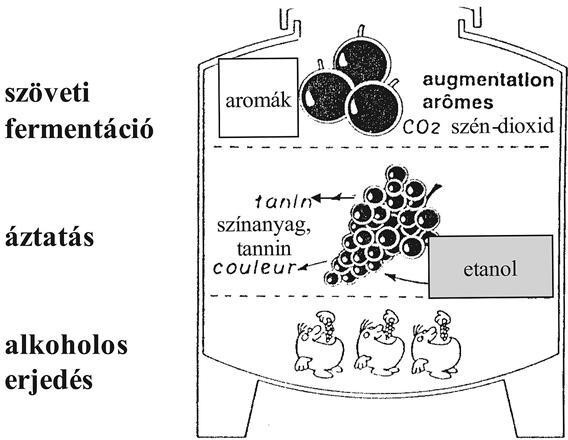 szöveti
fermentáció
aromák
augmentation
arômes
CO2 szén-dioxid
áztatás
tanin
színanyag,
tannin
couleur
etanol
alkoholos
erjedés